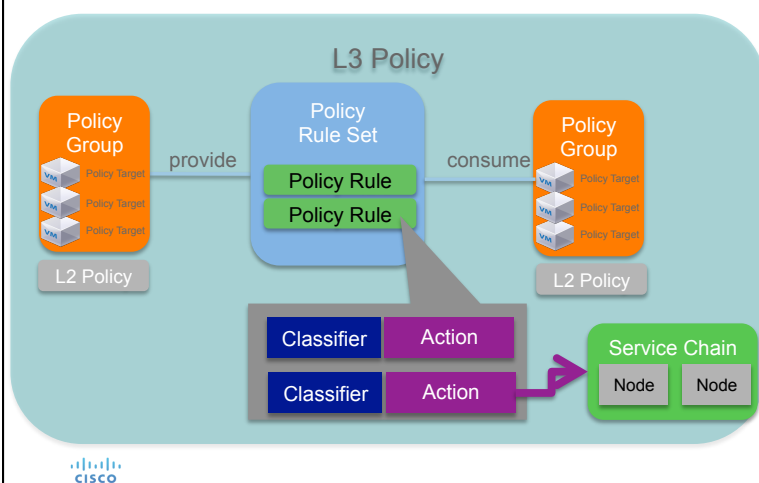 L3 Policy
Policy
Group
VM Policy Target
VM Policy Target
VM Policy Target
L2 Policy
provide
Policy
Rule Set
Policy Rule
Policy Rule
consume
Policy
Group
VM Policy Target
VM Policy Target
VM Policy Target
L2 Policy
Classifier Action
Classifier Action
Service Chain
Node Node
CISCO